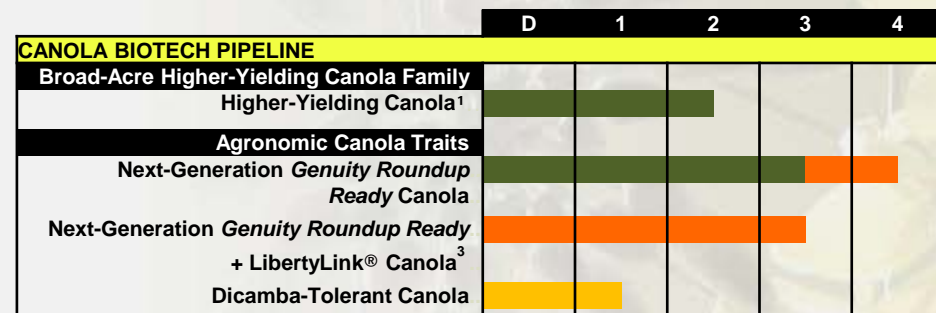 D 1 2 3 4
CANOLA BIOTECH PIPELINE
Broad-Acre Higher-Yielding Canola Family
Higher-Yielding Canola¹
Agronomic Canola Traits
Next-Generation Genuity Roundup
Ready Canola
Next-Generation Genuity Roundup Ready
+ LibertyLink® Canola³
Dicamba-Tolerant Canola